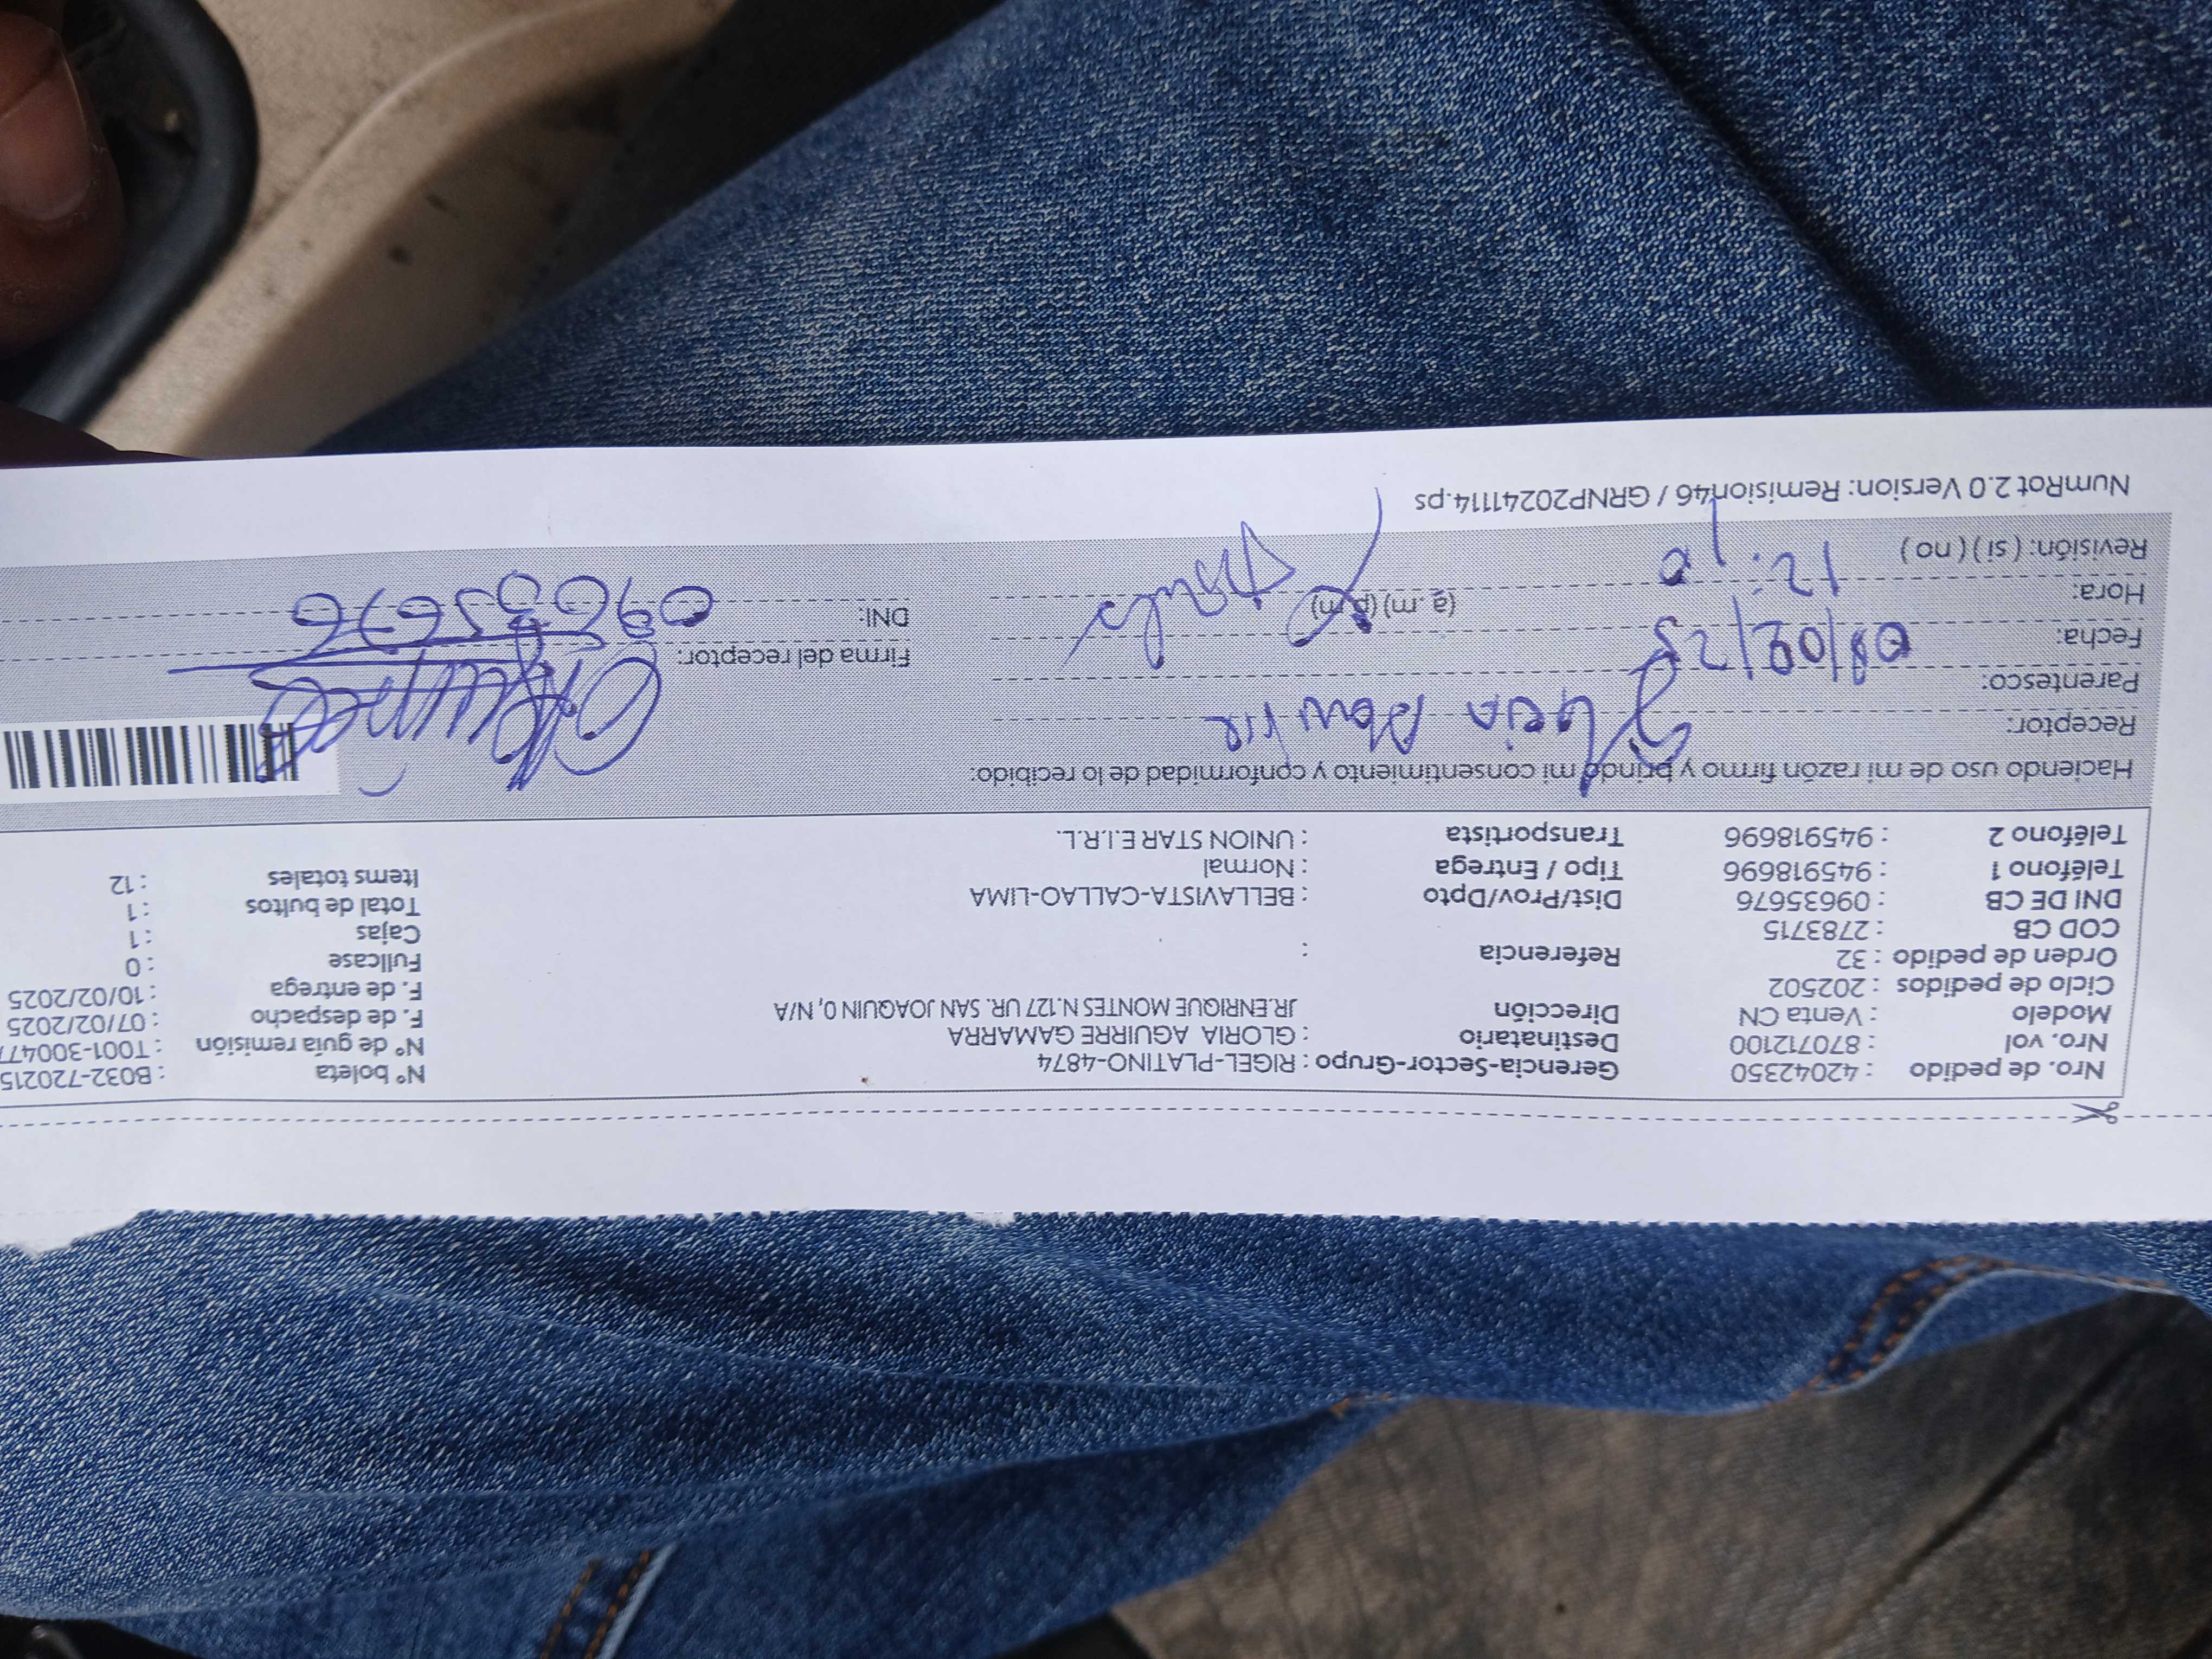 Nro. de pedido : 42042350 Gerencia-Sector-Grupo : RIGEL-PLATINO-4874 N° boleta : B032-720215
Nro. vol : 870712100 Destinatario : GLORIA AGUIRRE GAMARRA N° de guía remisión : T001-300477
Modelo : Venta CN Dirección JR.ENRIQUE MONTES N.127 UR. SAN JOAQUIN 0, N/A F. de despacho : 07/02/2025
Ciclo de pedidos : 202502 F. de entrega : 10/02/2025
Orden de pedido : 32 Referencia : Fullcase : 0
COD CB : 2783715 Cajas : 1
DNI DE CB : 09635676 Dist/Prov/Dpto : BELLAVISTA-CALLAO-LIMA Total de bultos : 1
Teléfono 1 : 945918696 Tipo / Entrega : Normal Items totales : 12
Teléfono 2 : 945918696 Transportista : UNION STAR E.I.R.L.
Haciendo uso de mi razón firmo y brindo mi consentimiento y conformidad de lo recibido:
Receptor:
Parentesco:
Fecha: 08/02/25 Firma del receptor:
Hora: 12:10 (a. m) (p. m) DNI: 09635676
Revisión: ( si ) ( no )
NumRot 2.0 Version: Remision46 / GRNP20241114.ps